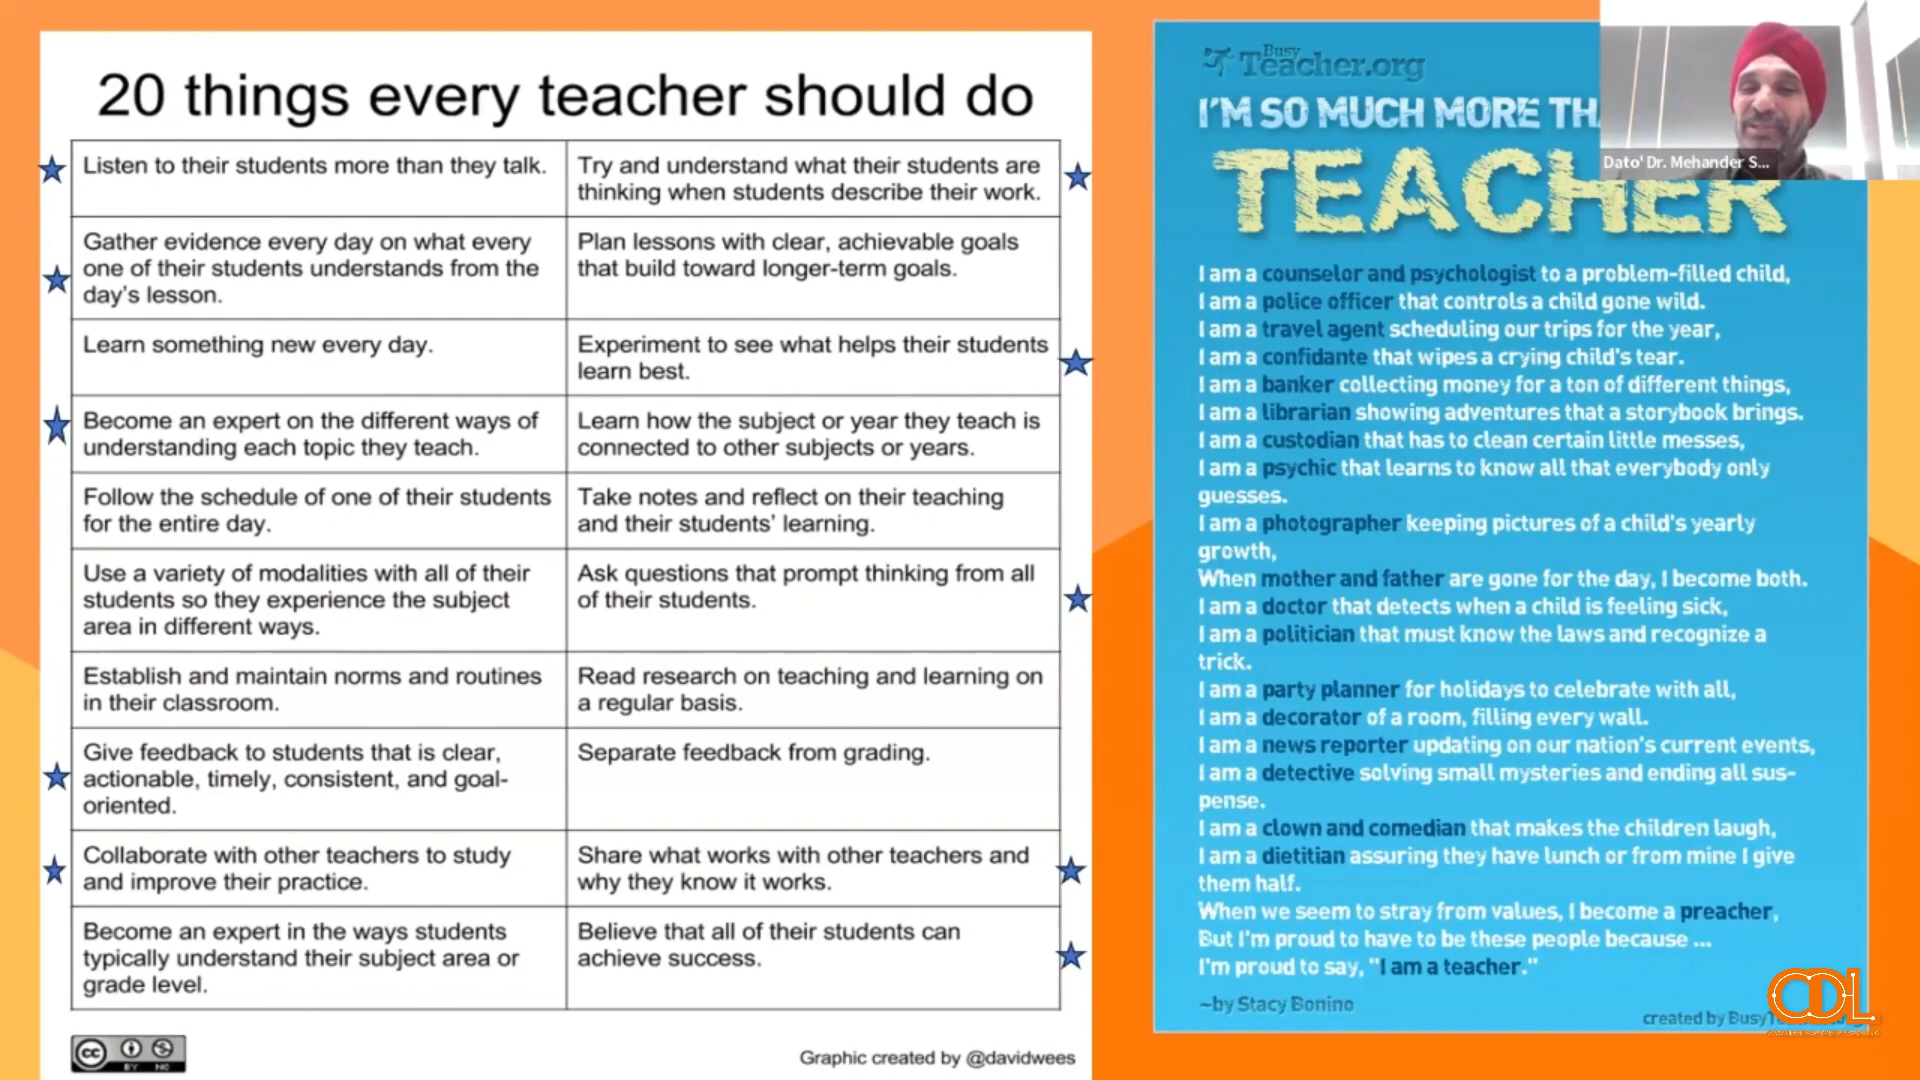 20 things every teacher should do
Listen to their students more than they talk.
Try and understand what their students are
thinking when students describe their work.
Gather evidence every day on what every
one of their students understands from the
day's lesson.
Plan lessons with clear, achievable goals
that build toward longer-term goals.
Learn something new every day.
Experiment to see what helps their students
learn best.
Become an expert on the different ways of
understanding each topic they teach.
Learn how the subject or year they teach is
connected to other subjects or years.
Follow the schedule of one of their students
for the entire day.
Take notes and reflect on their teaching
and their students' learning.
Use a variety of modalities with all of their
students so they experience the subject
area in different ways.
Ask questions that prompt thinking from all
of their students.
Establish and maintain norms and routines
in their classroom.
Read research on teaching and learning on
a regular basis.
Give feedback to students that is clear,
actionable, timely, consistent, and goal-
oriented.
Separate feedback from grading.
Collaborate with other teachers to study
and improve their practice.
Share what works with other teachers and
why they know it works.
Become an expert in the ways students
typically understand their subject area or
grade level.
Believe that all of their students can
achieve success.
cc
BY NC
Graphic created by @davidwees
Busy
Teacher.org
I'M SO MUCH MORE
TEACHER
I am a counselor and psychologist to a problem-filled child,
I am a police officer that controls a child gone wild.
I am a travel agent scheduling our trips for the year,
I am a confidante that wipes a crying child's tear.
I am a banker collecting money for a ton of different things,
I am a librarian showing adventures that a storybook brings.
I am a custodian that has to clean certain little messes,
I am a psychic that learns to know all that everybody only
guesses.
I am a photographer keeping pictures of a child's yearly
growth,
When mother and father are gone for the day, I become both.
I am a doctor that detects when a child is feeling sick,
I am a politician that must know the laws and recognize a
trick.
I am a party planner for holidays to celebrate with all,
I am a decorator of a room, filling every wall.
I am a news reporter updating on our nation's current events,
I am a detective solving small mysteries and ending all sus-
pense.
I am a clown and comedian that makes the children laugh,
I am a dietitian assuring they have lunch or from mine I give
them half.
When we seem to stray from values, I become a preacher,
But I'm proud to have to be these people because ...
I'm proud to say, "I am a teacher."
~by Stacy Bonino
created by
Dato' Dr. Mehander S...